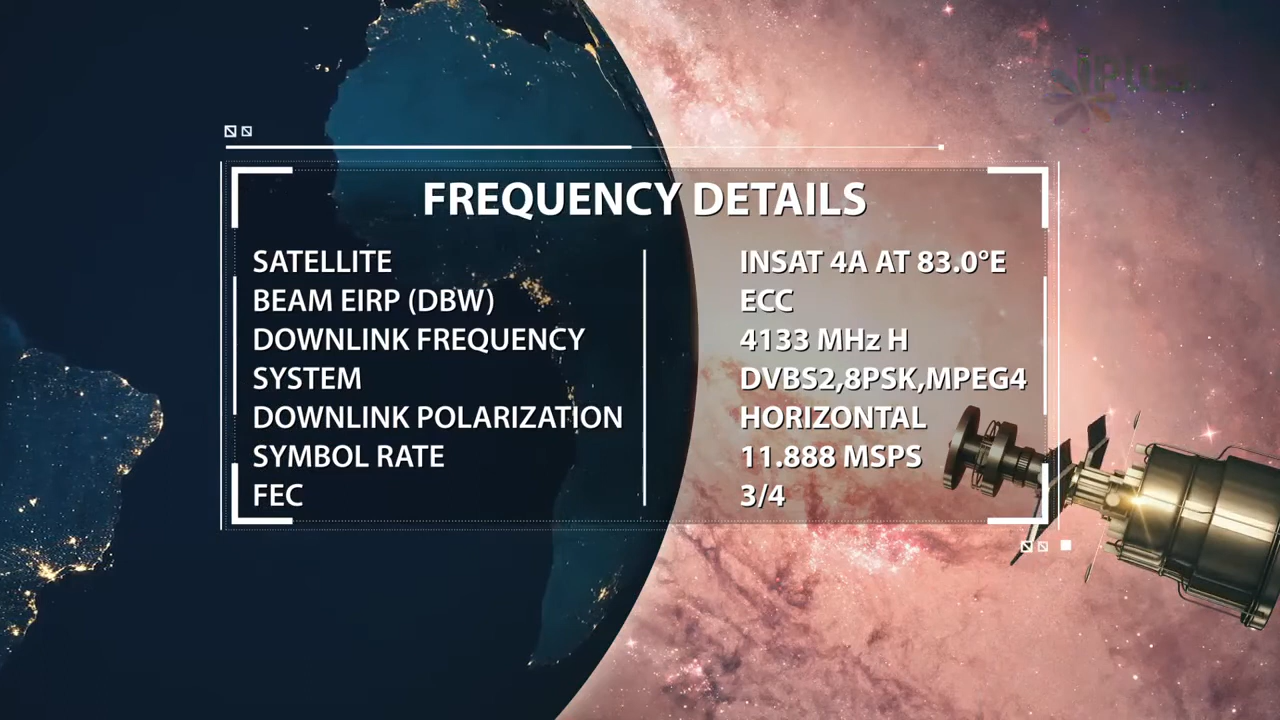 FREQUENCY DETAILS
SATELLITE INSAT 4A AT 83.0°E
BEAM EIRP (DBW) ECC
DOWNLINK FREQUENCY 4133 MHz H
SYSTEM DVBS2,8PSK,MPEG4
DOWNLINK POLARIZATION HORIZONTAL
SYMBOL RATE 11.888 MSPS
FEC 3/4